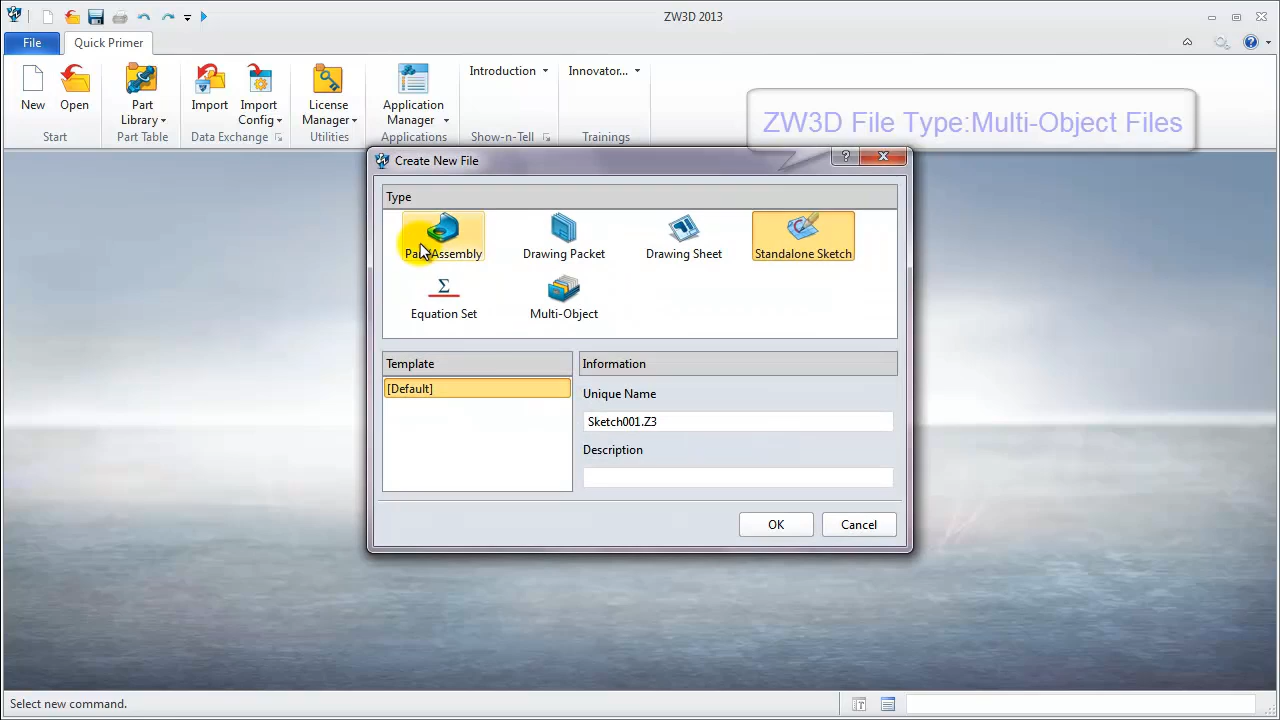 ZW3D 2013
File
Quick Primer
New
Open
Part Library
Import
Import Config
License Manager
Application Manager
Introduction
Innovator...
Start
Part Table
Data Exchange
Utilities
Applications
Show-n-Tell
Trainings
ZW3D File Type:Multi-Object Files
Create New File
?
Type
Part/Assembly
Drawing Packet
Drawing Sheet
Standalone Sketch
Σ
Equation Set
Multi-Object
Template
[Default]
Information
Unique Name
Sketch001.Z3
Description
OK
Cancel
Select new command.